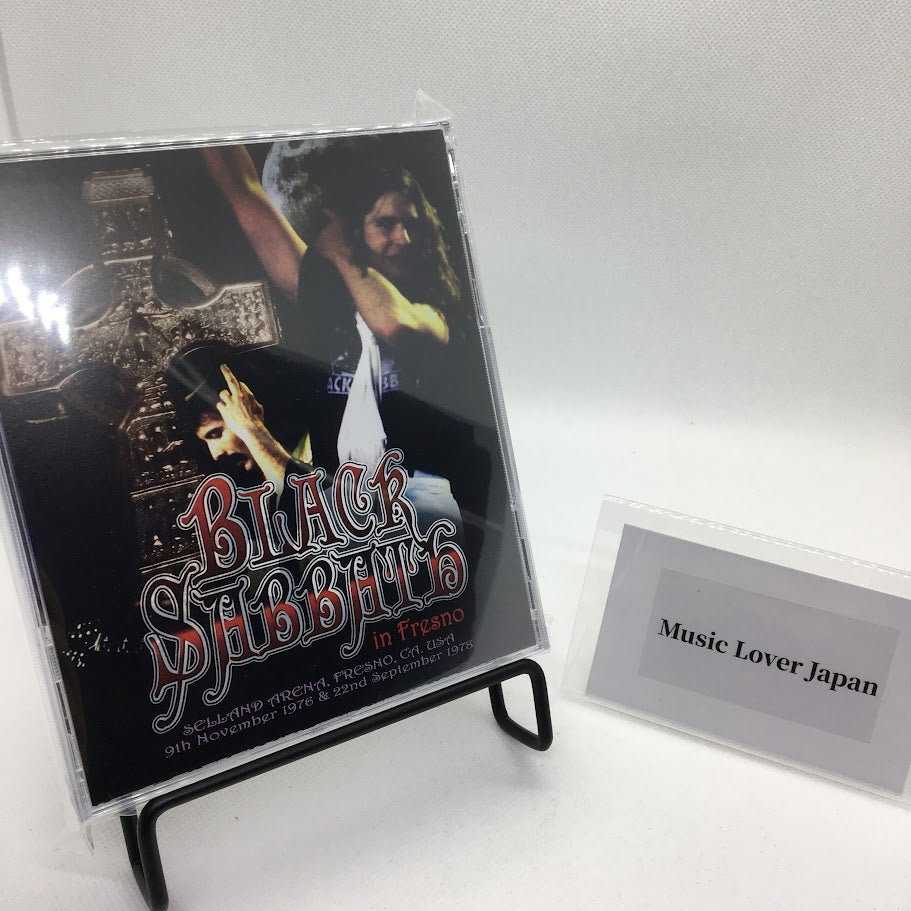 BLACK
SABBATH
in Fresno
SELLAND ARENA, FRESNO, CA. USA
9th November 1976 & 22nd September 1978
Music Lover Japan